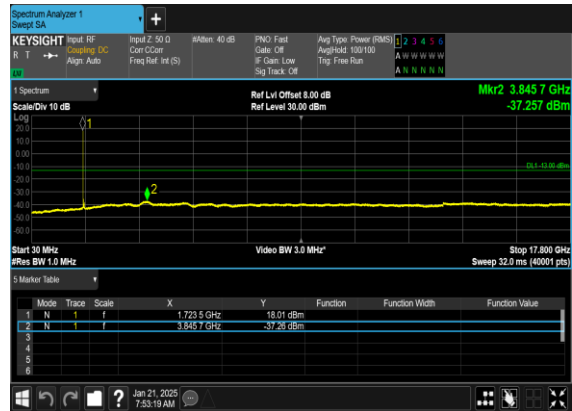 Spectrum Analyzer 1
Swept SA
+
KEYSIGHT Input: RF Input Z: 50 Ω #Atten: 40 dB PNO: Fast Avg Type: Power (RMS) 1 2 3 4 5 6
R T Coupling: DC Corr CCorr Gate: Off Avg|Hold: 100/100 A W W W W W
Align: Auto Freq Ref: Int (S) IF Gain: Low Trig: Free Run
Sig Track: Off A N N N N N
1 Spectrum
Ref Lvl Offset 8.00 dB Mkr2 3.845 7 GHz
Scale/Div 10 dB Ref Level 30.00 dBm -37.257 dBm
Log
20.0
10.0
0.00
-10.0
-20.0
-30.0
-40.0
-50.0
-60.0
1
2
DL1 -13.00 dBm
Start 30 MHz Video BW 3.0 MHz* Stop 17.800 GHz
#Res BW 1.0 MHz Sweep 32.0 ms (40001 pts)
5 Marker Table
Mode Trace Scale X Y Function Function Width Function Value
1 N 1 f 1.723 5 GHz 18.01 dBm
2 N 1 f 3.845 7 GHz -37.26 dBm
3
4
5
6
? Jan 21, 2025
7:53:19 AM